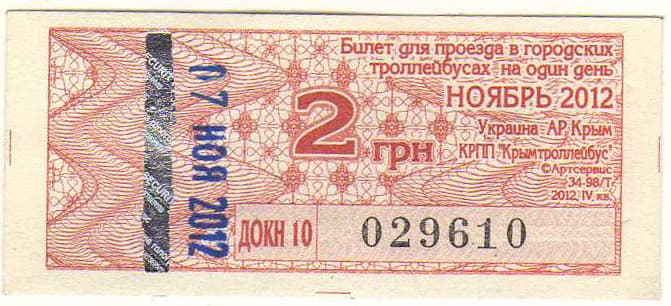 Билет для проезда в городских
троллейбусах на один день
НОЯБРЬ 2012
Украина АР Крым
КРПП "Крымтроллейбус"
©Артсервис
34-98/Т
2012, IV, кв.
2 грн
ДОКН 10
029610
07 НОЯ 2012